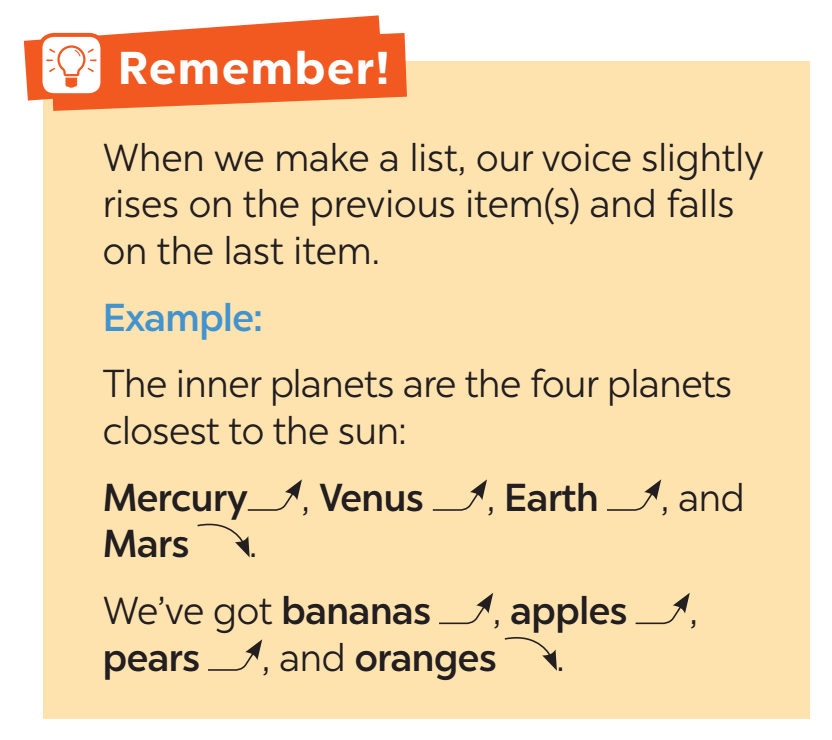 Remember!
When we make a list, our voice slightly
rises on the previous item(s) and falls
on the last item.
Example:
The inner planets are the four planets
closest to the sun:
Mercury, Venus, Earth, and
Mars.
We’ve got bananas, apples,
pears, and oranges.